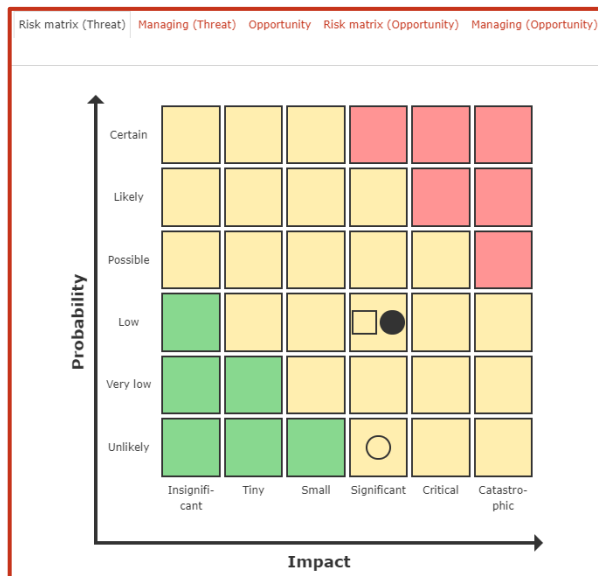 Risk matrix (Threat) Managing (Threat) Opportunity Risk matrix (Opportunity) Managing (Opportunity)
Certain
Likely
Possible
Low
Very low
Unlikely
Probability
Insignifi-
cant
Tiny
Small
Significant
Critical
Catastro-
phic
Impact